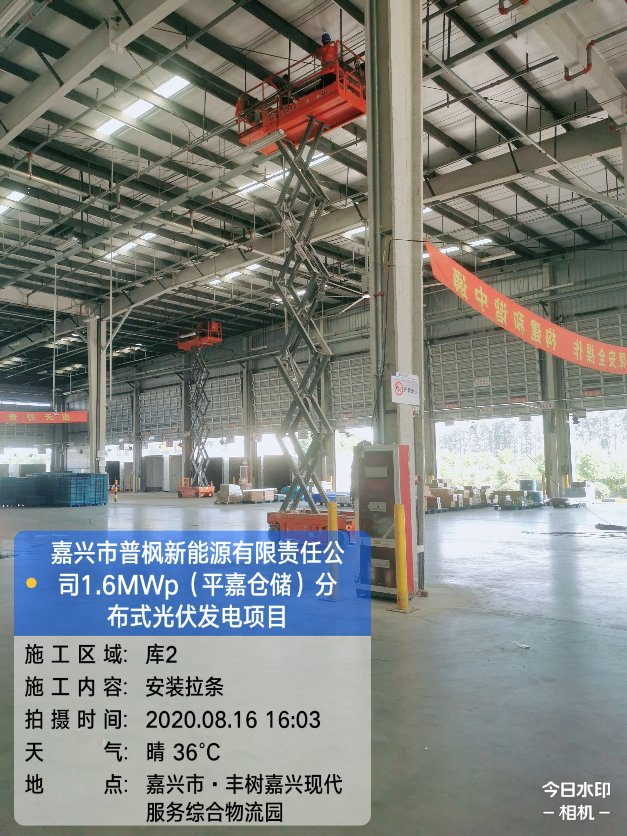 嘉兴市普枫新能源有限责任公
司1.6MWp（平嘉仓储）分
布式光伏发电项目
施工区域: 库2
施工内容: 安装拉条
拍摄时间: 2020.08.16 16:03
天气: 晴 36°C
地点: 嘉兴市·丰树嘉兴现代
服务综合物流园
今日水印
相机